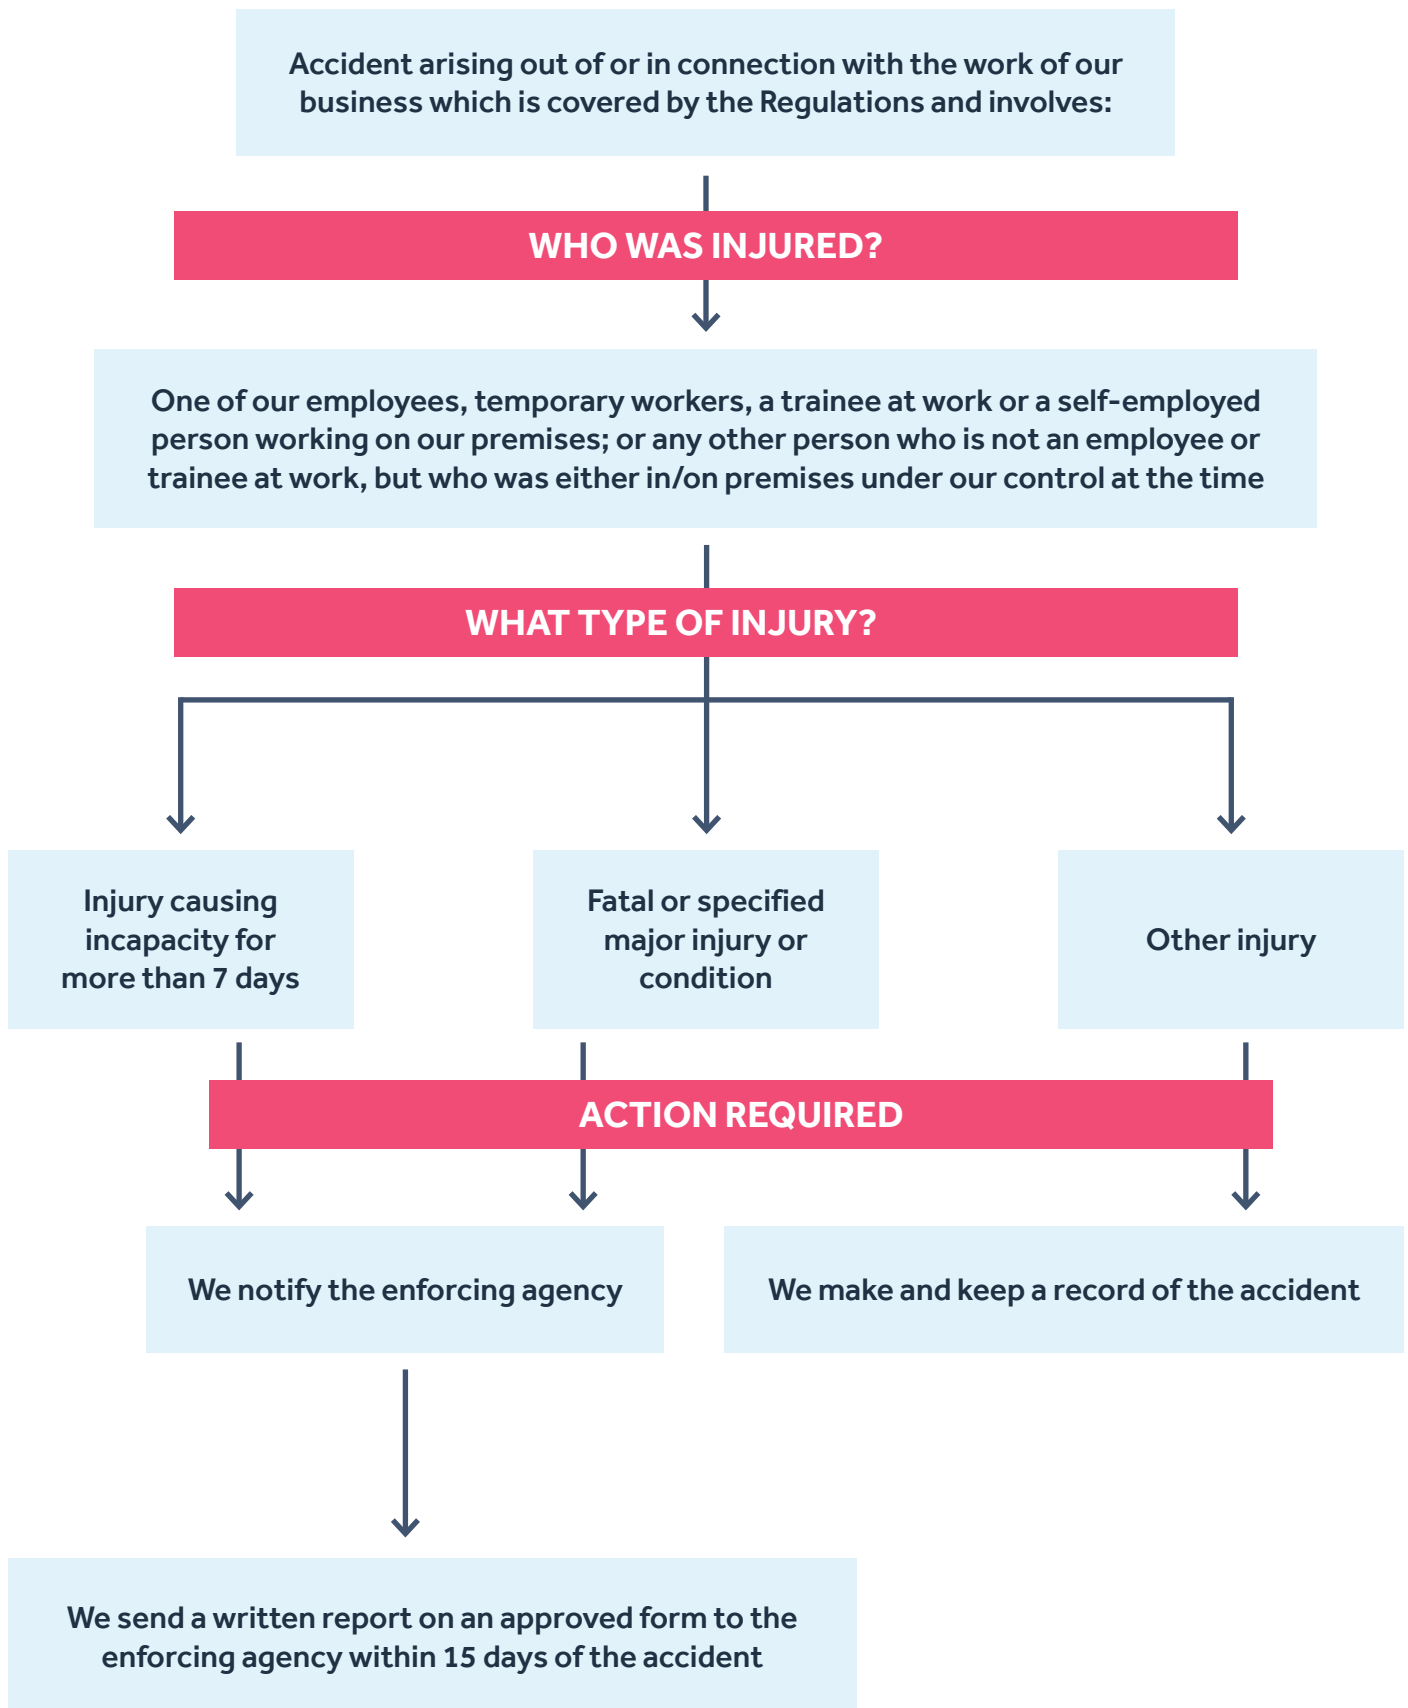 Accident arising out of or in connection with the work of our
business which is covered by the Regulations and involves:
WHO WAS INJURED?
One of our employees, temporary workers, a trainee at work or a self-employed
person working on our premises; or any other person who is not an employee or
trainee at work, but who was either in/on premises under our control at the time
WHAT TYPE OF INJURY?
Injury causing
incapacity for
more than 7 days
Fatal or specified
major injury or
condition
Other injury
ACTION REQUIRED
We notify the enforcing agency
We make and keep a record of the accident
We send a written report on an approved form to the
enforcing agency within 15 days of the accident